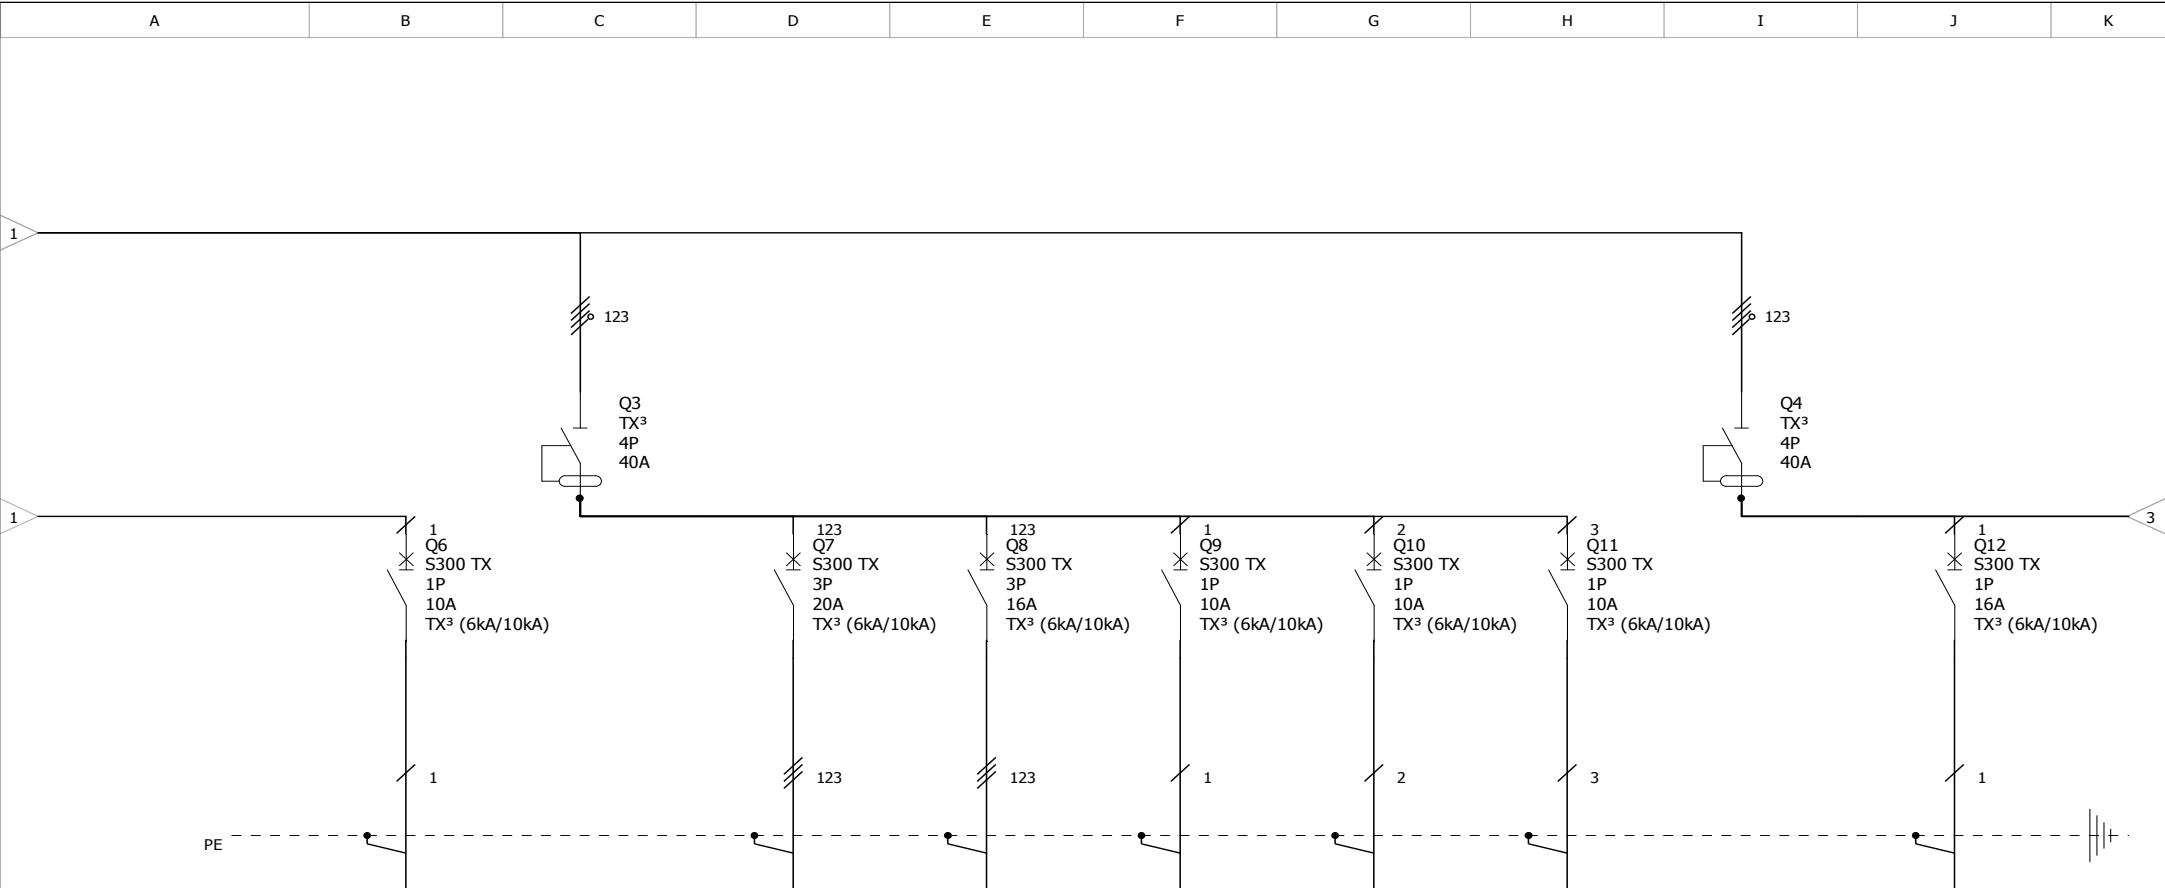 A
B
C
D
E
F
G
H
I
J
K
1
123
123
Q3
TX³
4P
40A
Q4
TX³
4P
40A
1
3
1
Q6
S300 TX
1P
10A
TX³ (6kA/10kA)
123
Q7
S300 TX
3P
20A
TX³ (6kA/10kA)
123
Q8
S300 TX
3P
16A
TX³ (6kA/10kA)
1
Q9
S300 TX
1P
10A
TX³ (6kA/10kA)
2
Q10
S300 TX
1P
10A
TX³ (6kA/10kA)
3
Q11
S300 TX
1P
10A
TX³ (6kA/10kA)
1
Q12
S300 TX
1P
16A
TX³ (6kA/10kA)
1
123
123
1
2
3
1
PE